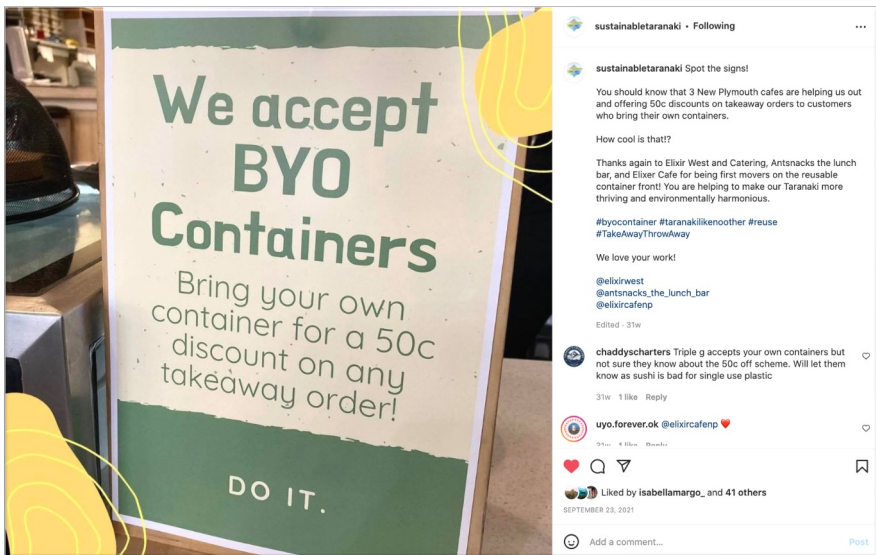 We accept
BYO
Containers
Bring your own
container for a 50c
discount on any
takeaway order!
DO IT.
sustainabletaranaki • Following
sustainabletaranaki Spot the signs!
You should know that 3 New Plymouth cafes are helping us out
and offering 50c discounts on takeaway orders to customers
who bring their own containers.
How cool is that!?
Thanks again to Elixir West and Catering, Antsnacks the lunch
bar, and Elixer Cafe for being first movers on the reusable
container front! You are helping to make our Taranaki more
thriving and environmentally harmonious.
#byocontainer #taranakilikenoother #reuse
#TakeAwayThrowAway
We love your work!
@elixirwest
@antsnacks_the_lunch_bar
@elixircafenp
Edited · 31w
chaddyscharters Triple g accepts your own containers but
not sure they know about the 50c off scheme. Will let them
know as sushi is bad for single use plastic
31w 1 like Reply
uyo.forever.ok @elixircafenp ❤️
31w 1 like Reply
Liked by isabellamargo_ and 41 others
SEPTEMBER 23, 2021
Add a comment...
Post